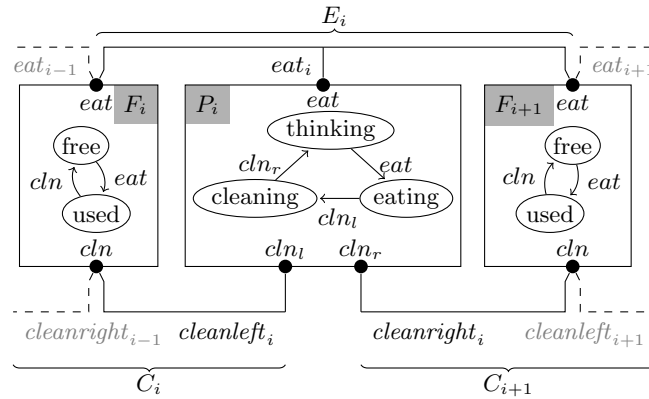 E_i
eat_{i-1} eat_i eat_{i+1}
eat F_i P_i eat F_{i+1} eat
free thinking free
cln eat cln_r eat cln eat
used cleaning eating used
cln_l
cln cln_l cln_r cln
cleanright_{i-1} cleanleft_i cleanright_i cleanleft_{i+1}
C_i C_{i+1}